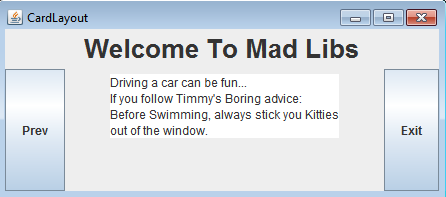 CardLayout
Welcome To Mad Libs
Driving a car can be fun...
If you follow Timmy's Boring advice:
Before Swimming, always stick you Kitties
out of the window.
Prev
Exit